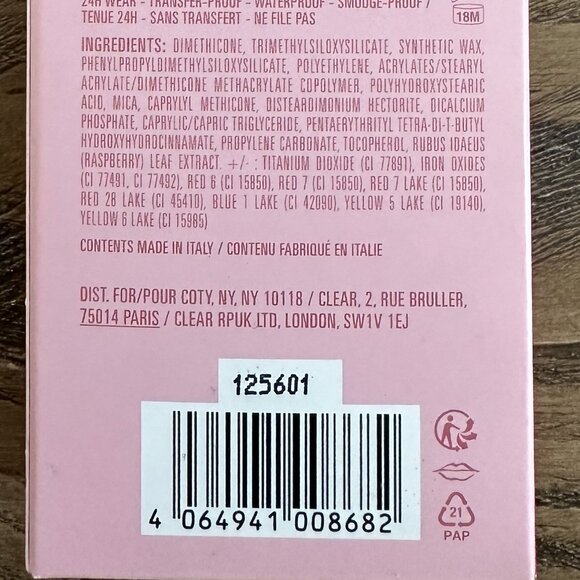 24H WEAR - TRANSFER-PROOF - WATERPROOF - SMUDGE-PROOF /
TENUE 24H - SANS TRANSFERT - NE FILE PAS
18M
INGREDIENTS: DIMETHICONE, TRIMETHYLSILOXYSILICATE, SYNTHETIC WAX,
PHENYLPROPYLDIMETHYLSILOXYSILICATE, POLYETHYLENE, ACRYLATES/STEARYL
ACRYLATE/DIMETHICONE METHACRYLATE COPOLYMER, POLYHYDROXYSTEARIC
ACID, MICA, CAPRYLYL METHICONE, DISTEARDIMONIUM HECTORITE, DICALCIUM
PHOSPHATE, CAPRYLIC/CAPRIC TRIGLYCERIDE, PENTAERYTHRITYL TETRA-DI-T-BUTYL
HYDROXYHYDROCINNAMATE, PROPYLENE CARBONATE, TOCOPHEROL, RUBUS IDAEUS
(RASPBERRY) LEAF EXTRACT. +/- : TITANIUM DIOXIDE (CI 77891), IRON OXIDES
(CI 77491, CI 77492), RED 6 (CI 15850), RED 7 (CI 15850), RED 7 LAKE (CI 15850),
RED 28 LAKE (CI 45410), BLUE 1 LAKE (CI 42090), YELLOW 5 LAKE (CI 19140),
YELLOW 6 LAKE (CI 15985)
CONTENTS MADE IN ITALY / CONTENU FABRIQUÉ EN ITALIE
DIST. FOR/POUR COTY, NY, NY 10118 / CLEAR, 2, RUE BRULLER,
75014 PARIS / CLEAR RPUK LTD, LONDON, SW1V 1EJ
125601
4 064941 008682
21
PAP